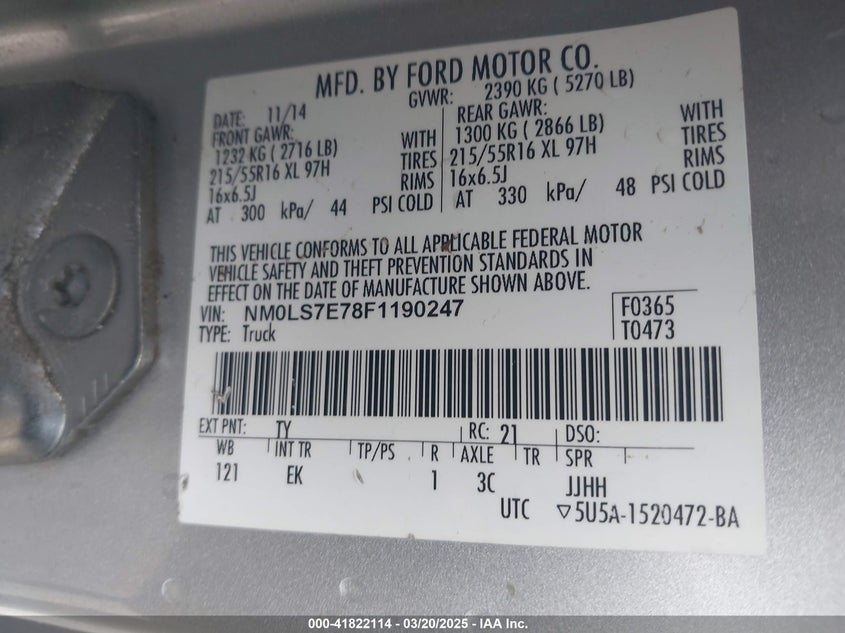 MFD. BY FORD MOTOR CO.
DATE: 11/14 GVWR: 2390 KG ( 5270 LB)
FRONT GAWR: REAR GAWR:
1232 KG ( 2716 LB) WITH 1300 KG ( 2866 LB) WITH
215/55R16 XL 97H TIRES 215/55R16 XL 97H TIRES
16x6.5J RIMS 16x6.5J RIMS
AT 300 kPa/ 44 PSI COLD AT 330 kPa/ 48 PSI COLD
THIS VEHICLE CONFORMS TO ALL APPLICABLE FEDERAL MOTOR
VEHICLE SAFETY AND THEFT PREVENTION STANDARDS IN
EFFECT ON THE DATE OF MANUFACTURE SHOWN ABOVE.
VIN: NM0LS7E78F1190247 F0365
TYPE: Truck T0473
EXT PNT: TY RC: 21 DSO:
WB INT TR TP/PS R AXLE TR SPR
121 EK 1 3C JJHH
UTC ▽5U5A-1520472-BA
000-41822114 — 03/20/2025 — IAA Inc.